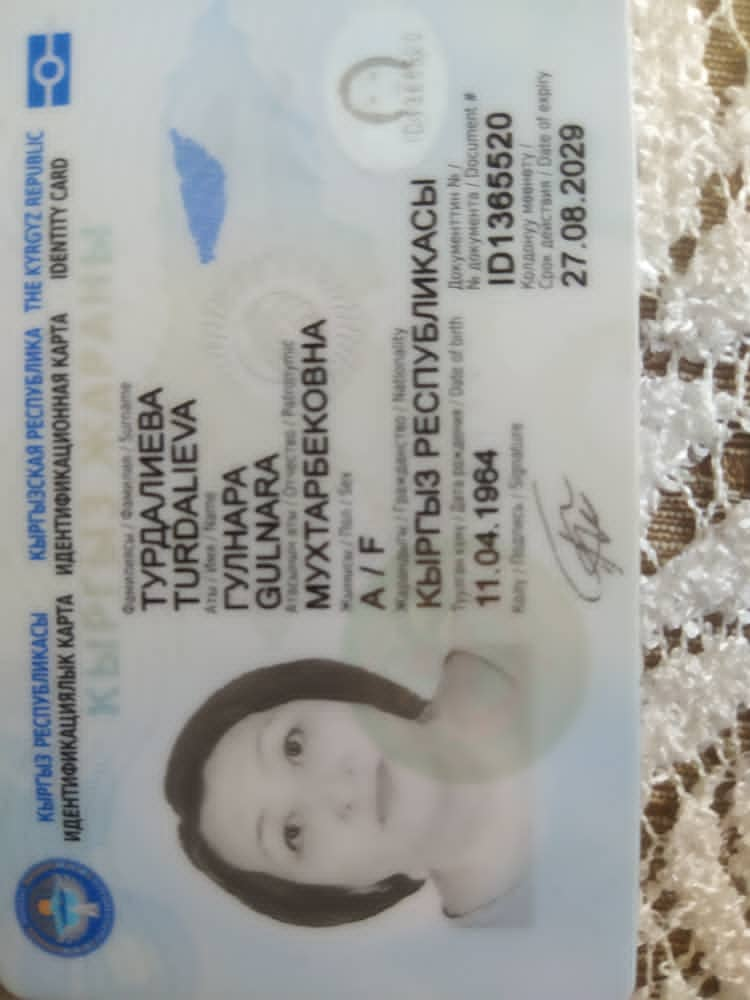 КЫРГЫЗ РЕСПУБЛИКАСЫ КЫРГЫЗСКАЯ РЕСПУБЛИКА THE KYRGYZ REPUBLIC
ИДЕНТИФИКАЦИЯЛЫК КАРТА ИДЕНТИФИКАЦИОННАЯ КАРТА IDENTITY CARD
КЫРГЫЗ ЖАРАНЫ
Фамилиясы / Фамилия / Surname
ТУРДАЛИЕВА
TURDALIEVA
Аты / Имя / Name
ГУЛНАРА
GULNARA
Атасынын аты / Отчество / Patronymic
МУХТАРБЕКОВНА
Жынысы / Пол / Sex
А / F
Жарандыгы / Гражданство / Nationality
КЫРГЫЗ РЕСПУБЛИКАСЫ
Туулган күнү / Дата рождения / Date of birth
11.04.1964
Колу / Подпись / Signature
Документтин № /
№ документа / Document #
ID1365520
Колдонуу мөөнөтү /
Срок действия / Date of expiry
27.08.2029